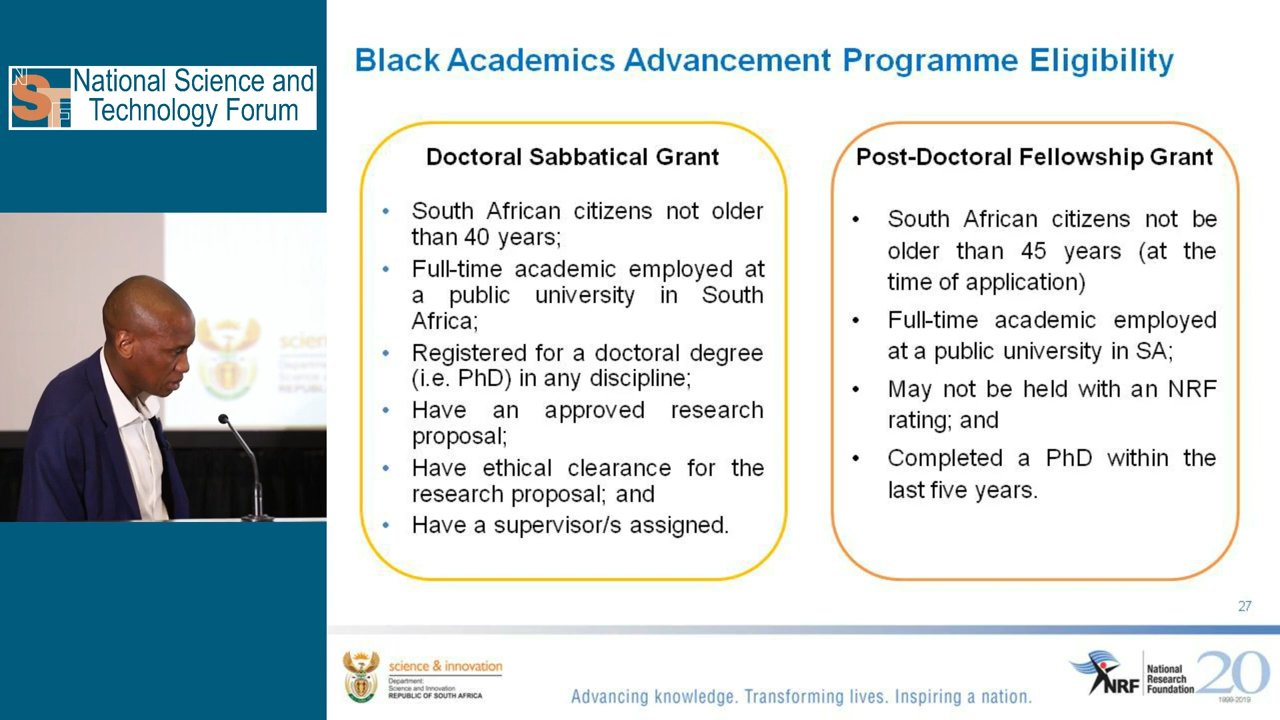 National Science and
Technology Forum
NSTF
Black Academics Advancement Programme Eligibility
Doctoral Sabbatical Grant
• South African citizens not older
than 40 years;
• Full-time academic employed at
a public university in South
Africa;
• Registered for a doctoral degree
(i.e. PhD) in any discipline;
• Have an approved research
proposal;
• Have ethical clearance for the
research proposal; and
• Have a supervisor/s assigned.
Post-Doctoral Fellowship Grant
• South African citizens not be
older than 45 years (at the
time of application)
• Full-time academic employed
at a public university in SA;
• May not be held with an NRF
rating; and
• Completed a PhD within the
last five years.
27
science & innovation
Department:
Science and Innovation
REPUBLIC OF SOUTH AFRICA
Advancing knowledge. Transforming lives. Inspiring a nation.
NRF
National
Research
Foundation
20
1999-2019